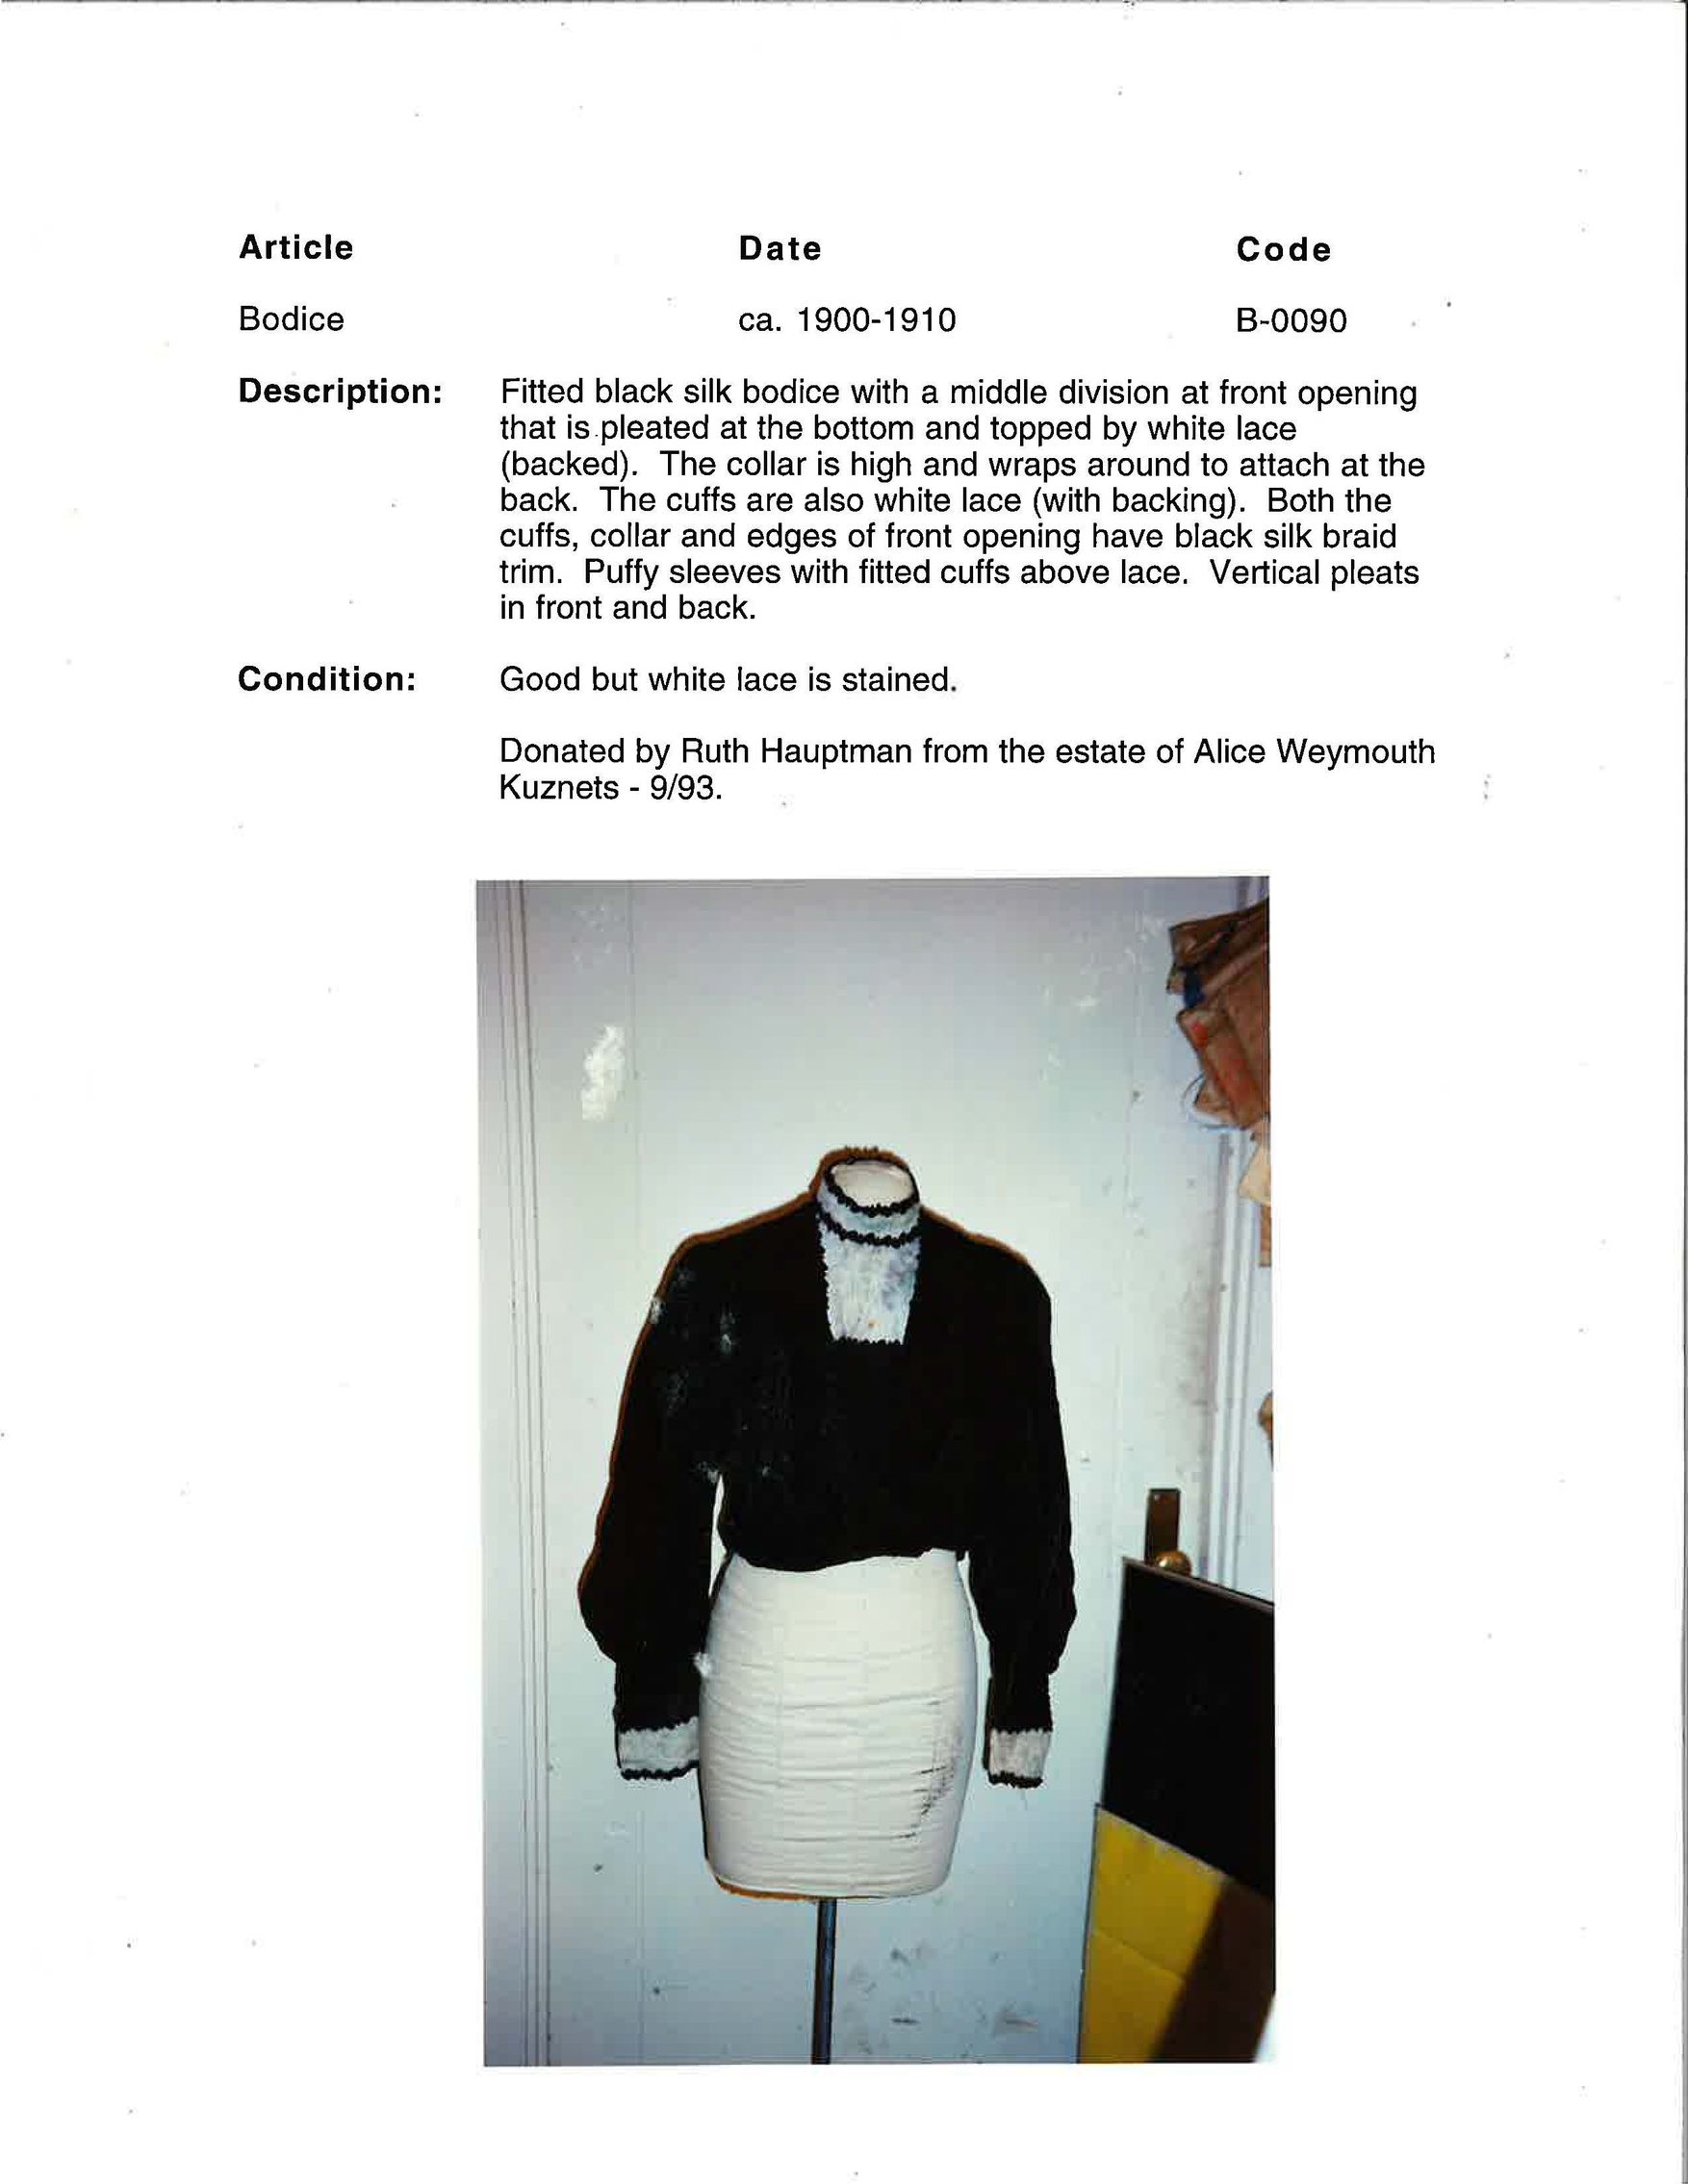 Article Date Code
Bodice ca. 1900-1910 B-0090
Description: Fitted black silk bodice with a middle division at front opening
that is pleated at the bottom and topped by white lace
(backed). The collar is high and wraps around to attach at the
back. The cuffs are also white lace (with backing). Both the
cuffs, collar and edges of front opening have black silk braid
trim. Puffy sleeves with fitted cuffs above lace. Vertical pleats
in front and back.
Condition: Good but white lace is stained.
Donated by Ruth Hauptman from the estate of Alice Weymouth
Kuznets - 9/93.